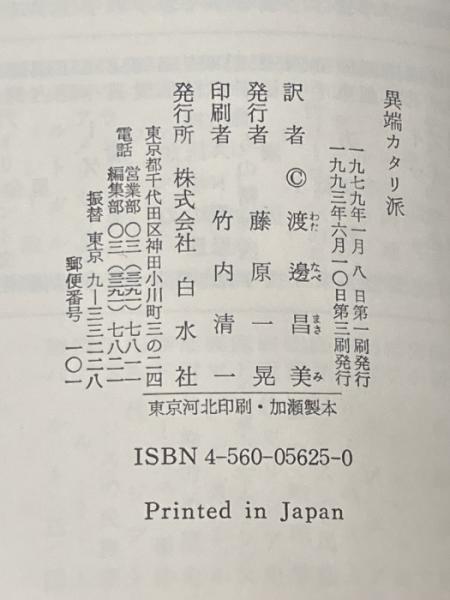 異端カタリ派
一九七九年一月八日第一刷発行
一九九三年六月一〇日第三刷発行
訳者 © 渡邊昌美
わた なべ まさ み
発行者 藤原一晃
印刷者 竹内清一
発行所 株式会社白水社
東京都千代田区神田小川町三の二四
電話 営業部 〇三(三二九一)七八一一
編集部 〇三(三二九一)七八二一
振替 東京 九―三三二二八
郵便番号 一〇一
東京河北印刷・加瀬製本
ISBN 4-560-05625-0
Printed in Japan